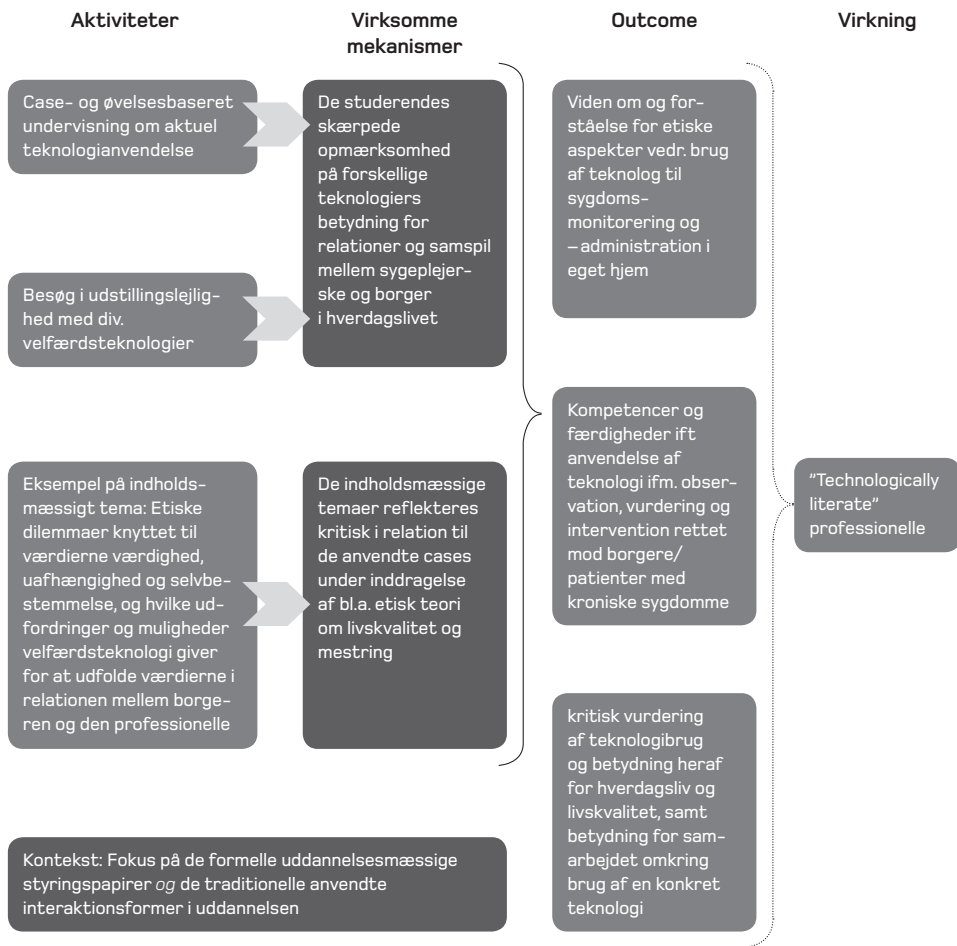 Aktiviteter
Virksomme
mekanismer
Outcome
Virkning
Case- og øvelsesbaseret
undervisning om aktuel
teknologianvendelse
Besøg i udstillingslejlig-
hed med div.
velfærdsteknologier
Eksempel på indholds-
mæssigt tema: Etiske
dilemmaer knyttet til
værdierne værdighed,
uafhængighed og selvbe-
stemmelse, og hvilke ud-
fordringer og muligheder
velfærdsteknologi giver
for at udfolde værdierne i
relationen mellem borge-
ren og den professionelle
De studerendes
skærpede
opmærksomhed
på forskellige
teknologiers
betydning for
relationer og samspil
mellem sygeplejer-
ske og borger
i hverdagslivet
De indholdsmæssige
temaer reflekteres
kritisk i relation til
de anvendte cases
under inddragelse
af bl.a. etisk teori
om livskvalitet og
mestring
Kontekst: Fokus på de formelle uddannelsesmæssige
styringspapirer og de traditionelle anvendte
interaktionsformer i uddannelsen
Viden om og for-
ståelse for etiske
aspekter vedr. brug
af teknolog til
sygdoms-
monitorering og
–administration i
eget hjem
Kompetencer og
færdigheder ift
anvendelse af
teknologi ifm. obser-
vation, vurdering og
intervention rettet
mod borgere/
patienter med
kroniske sygdomme
kritisk vurdering
af teknologibrug
og betydning heraf
for hverdagsliv og
livskvalitet, samt
betydning for sam-
arbejdet omkring
brug af en konkret
teknologi
"Technologically
literate"
professionelle